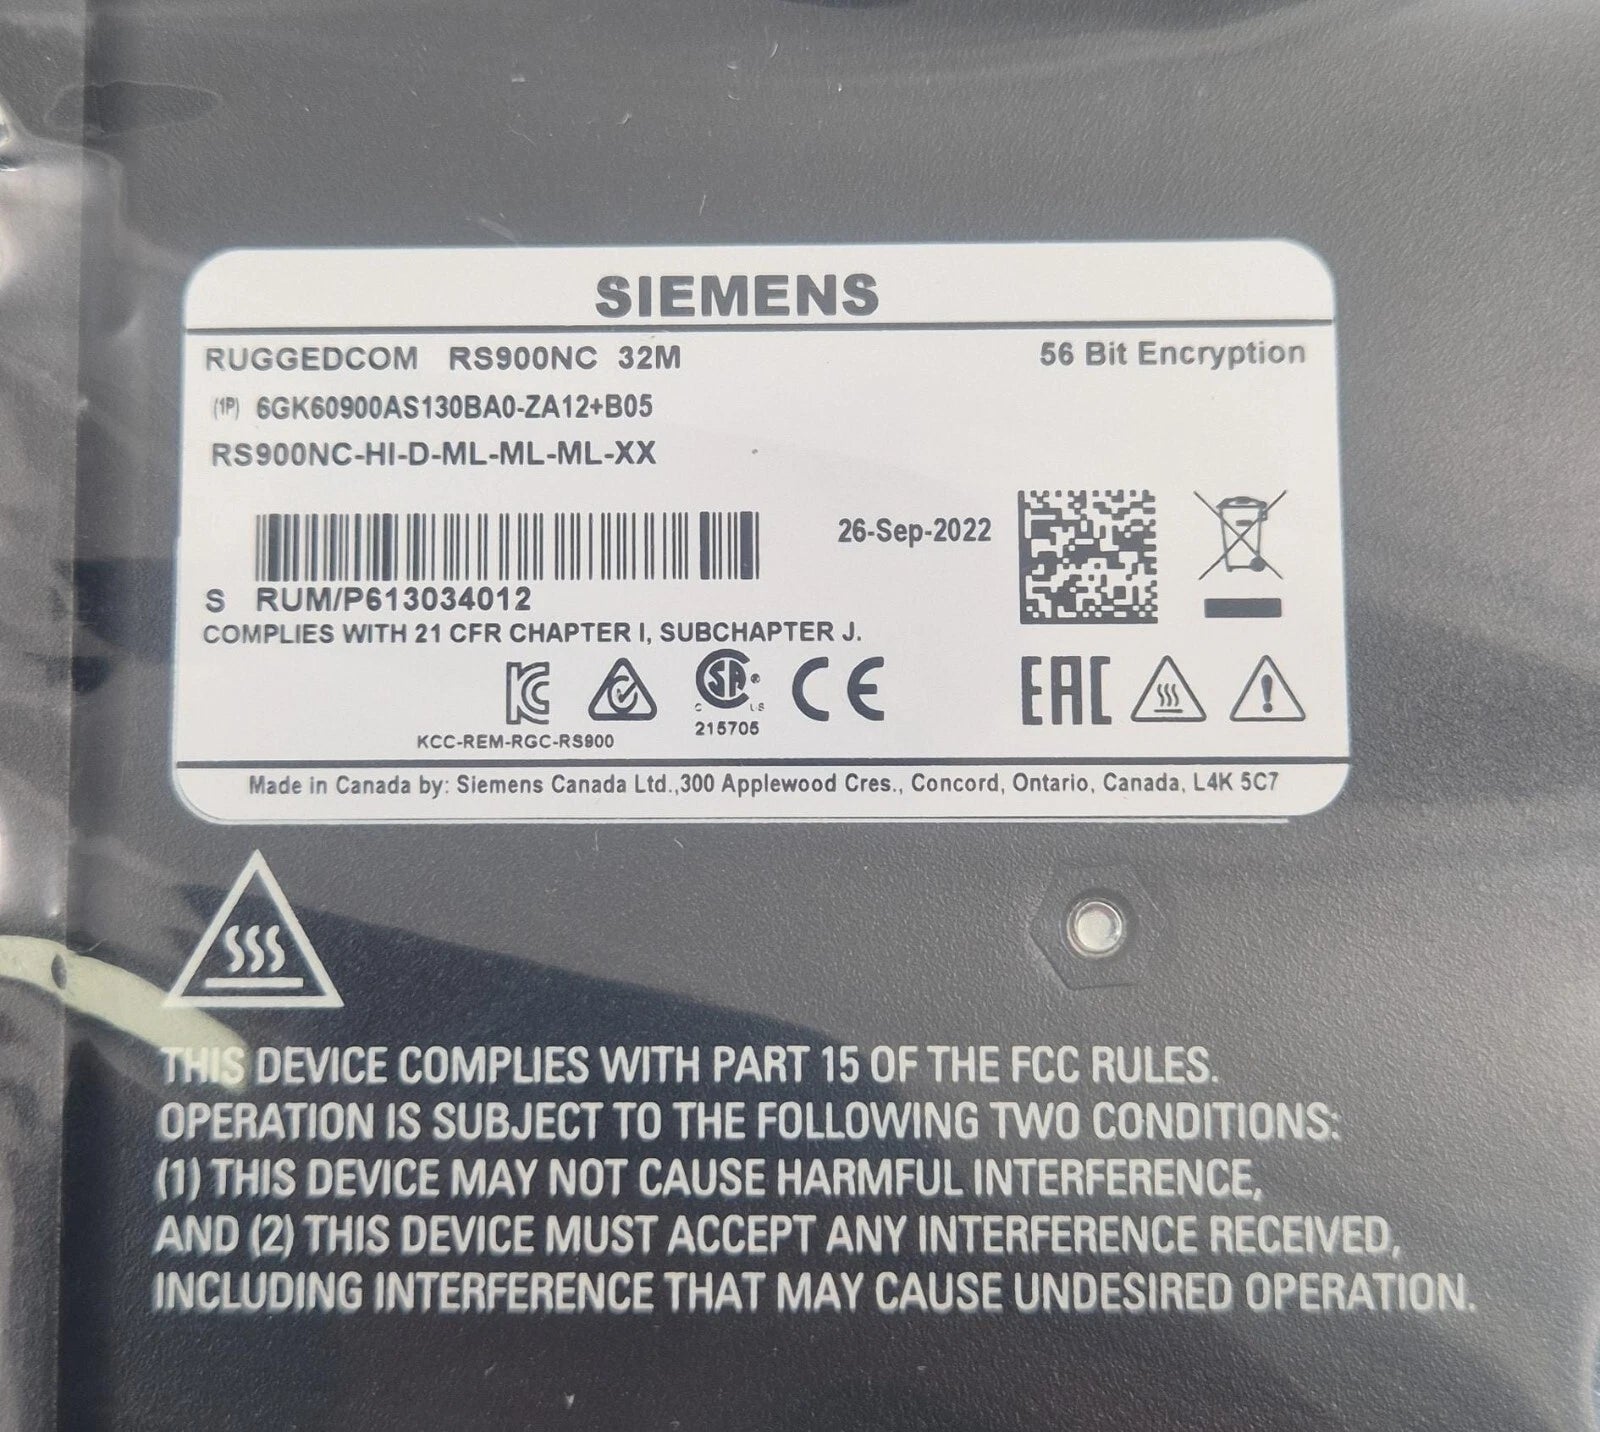 SIEMENS
RUGGEDCOM RS900NC 32M 56 Bit Encryption
(1P) 6GK60900AS130BA0-ZA12+B05
RS900NC-HI-D-ML-ML-ML-XX
26-Sep-2022
S RUM/P613034012
COMPLIES WITH 21 CFR CHAPTER I, SUBCHAPTER J.
KC SA ® CE EAC
C US
215705
KCC-REM-RGC-RS900
Made in Canada by: Siemens Canada Ltd.,300 Applewood Cres., Concord, Ontario, Canada, L4K 5C7
THIS DEVICE COMPLIES WITH PART 15 OF THE FCC RULES.
OPERATION IS SUBJECT TO THE FOLLOWING TWO CONDITIONS:
(1) THIS DEVICE MAY NOT CAUSE HARMFUL INTERFERENCE,
AND (2) THIS DEVICE MUST ACCEPT ANY INTERFERENCE RECEIVED,
INCLUDING INTERFERENCE THAT MAY CAUSE UNDESIRED OPERATION.